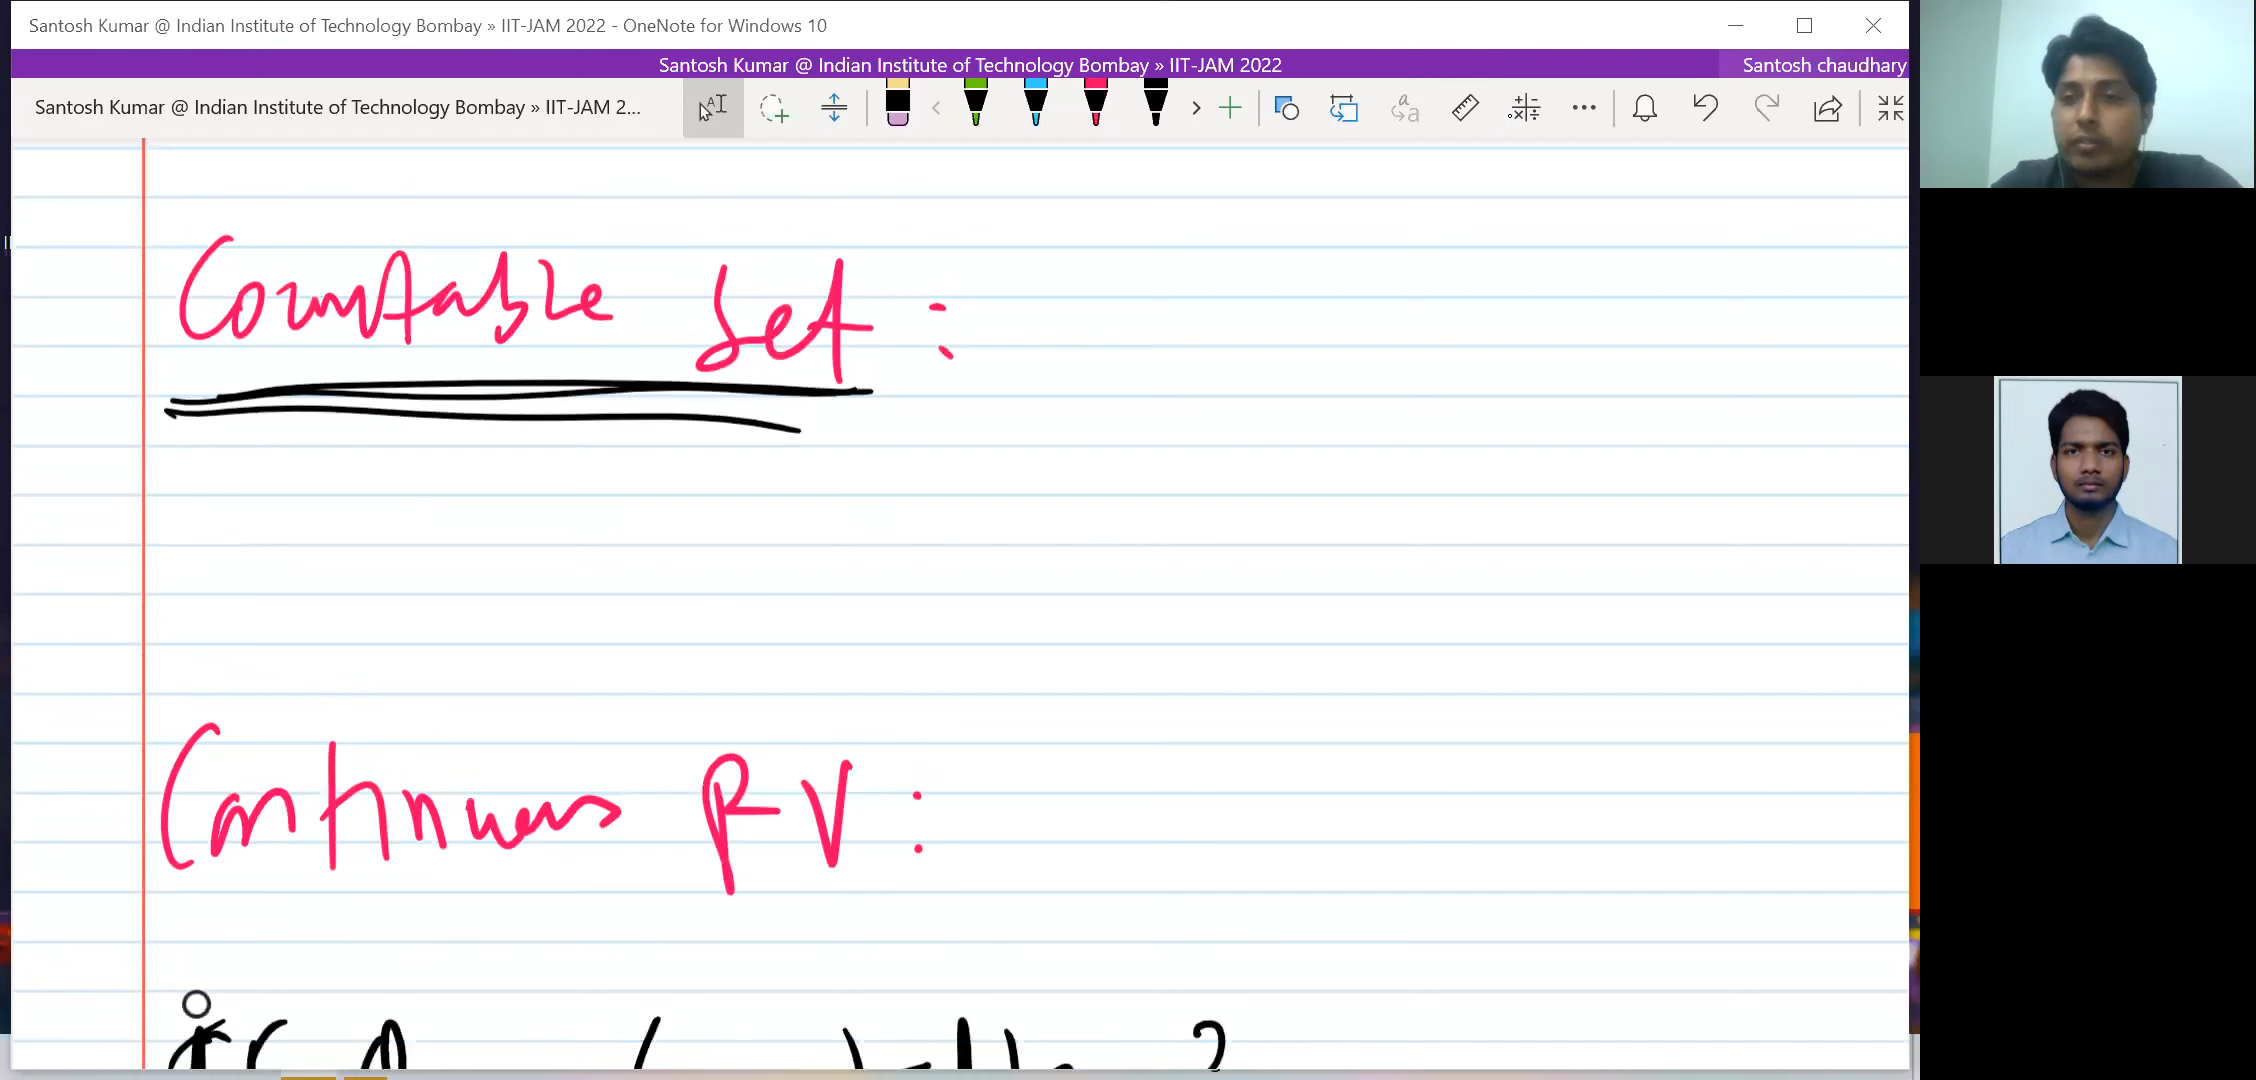 Santosh Kumar @ Indian Institute of Technology Bombay » IIT-JAM 2022 - OneNote for Windows 10
Santosh Kumar @ Indian Institute of Technology Bombay » IIT-JAM 2022
Santosh chaudhary
Santosh Kumar @ Indian Institute of Technology Bombay » IIT-JAM 2...
Countable Set :
Continuous RV :